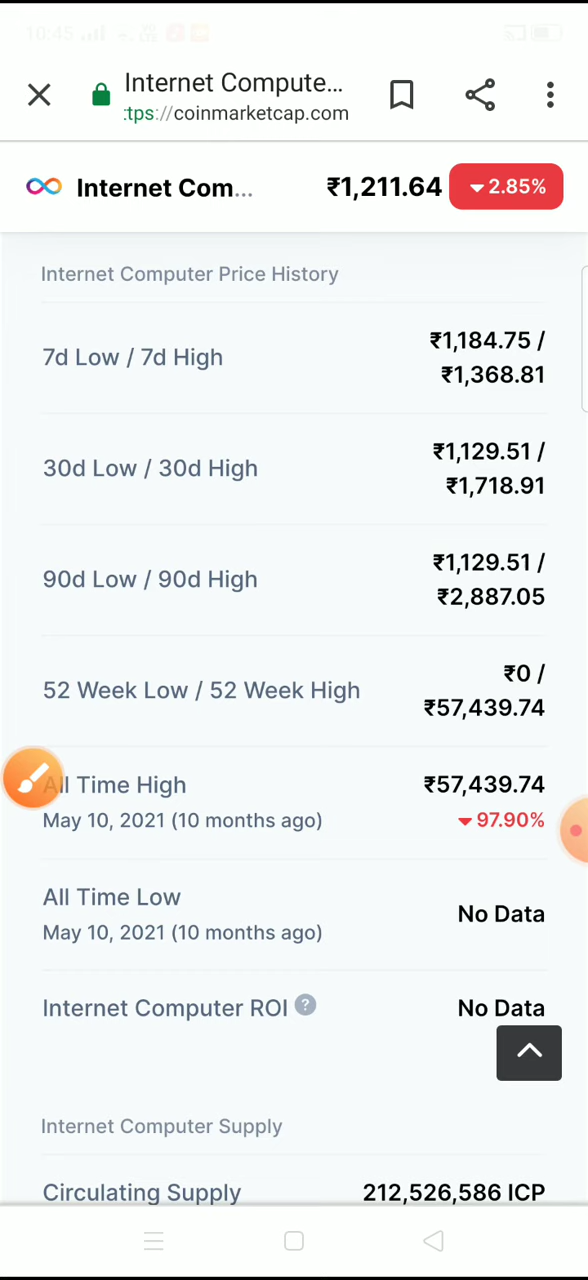 10:45
Internet Compute...
:tps://coinmarketcap.com
Internet Com... ₹1,211.64 2.85%
Internet Computer Price History
7d Low / 7d High ₹1,184.75 / ₹1,368.81
30d Low / 30d High ₹1,129.51 / ₹1,718.91
90d Low / 90d High ₹1,129.51 / ₹2,887.05
52 Week Low / 52 Week High ₹0 / ₹57,439.74
All Time High ₹57,439.74
May 10, 2021 (10 months ago) 97.90%
All Time Low
May 10, 2021 (10 months ago) No Data
Internet Computer ROI ? No Data
Internet Computer Supply
Circulating Supply 212,526,586 ICP